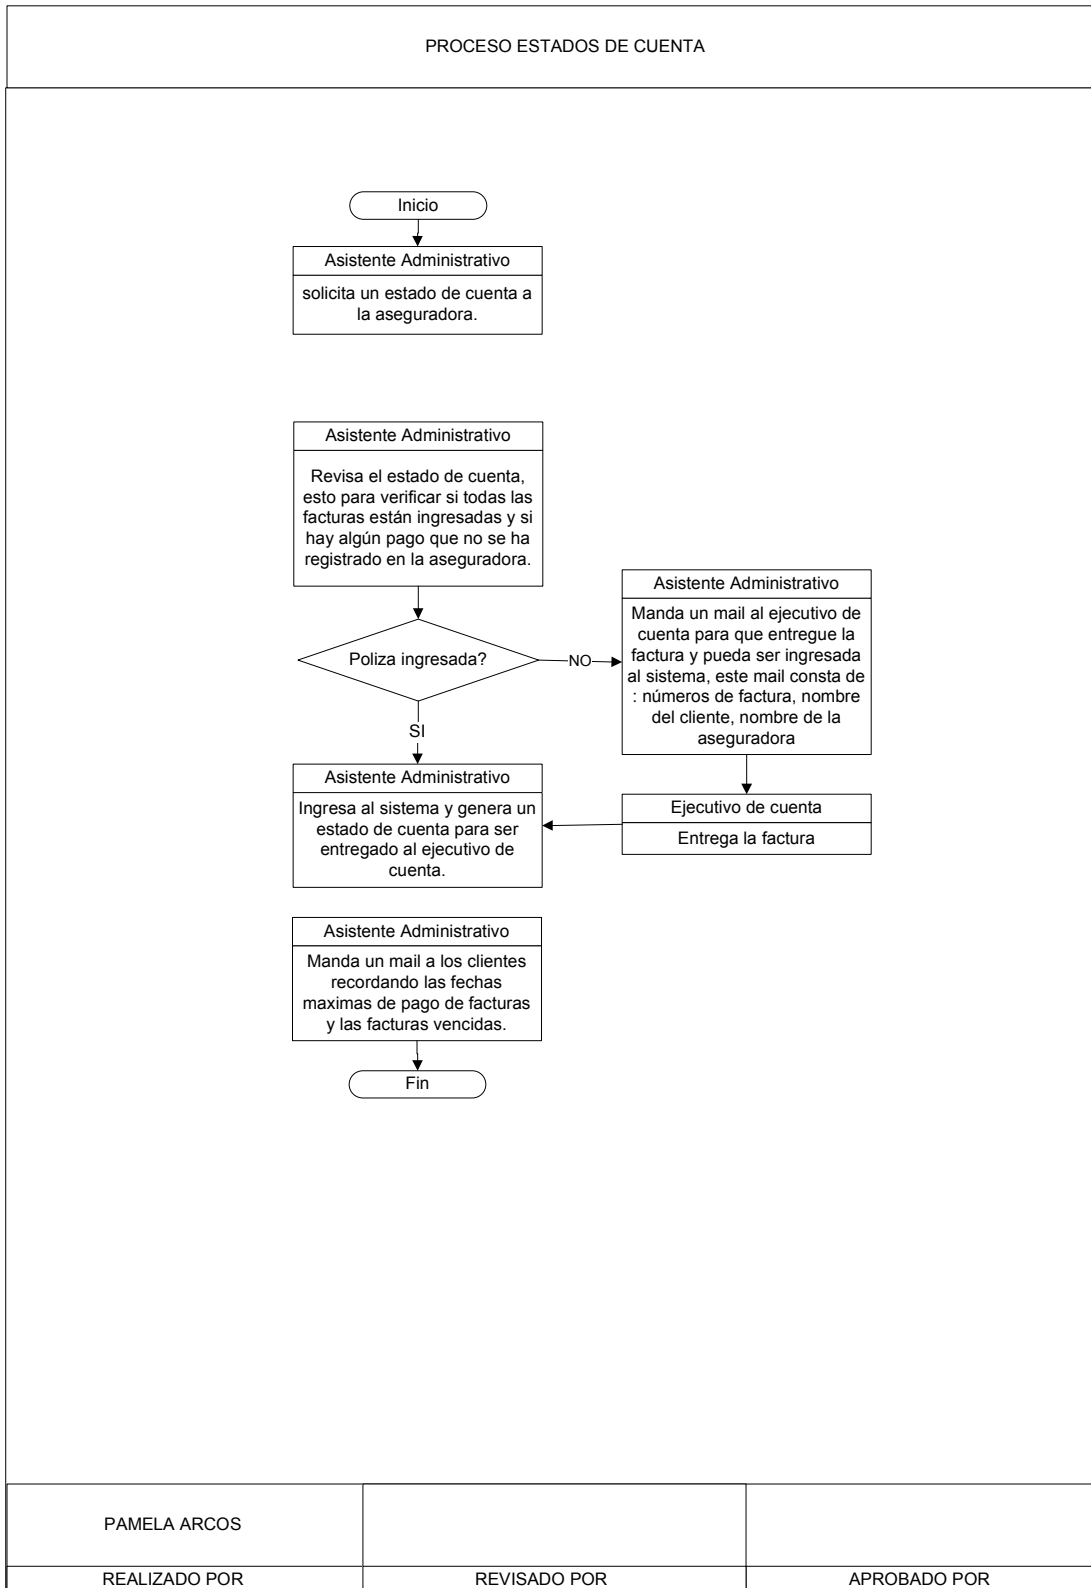 PROCESO ESTADOS DE CUENTA
Inicio
Asistente Administrativo
solicita un estado de cuenta a
la aseguradora.
Asistente Administrativo
Revisa el estado de cuenta,
esto para verificar si todas las
facturas están ingresadas y si
hay algún pago que no se ha
registrado en la aseguradora.
Poliza ingresada?
NO
Asistente Administrativo
Manda un mail al ejecutivo de
cuenta para que entregue la
factura y pueda ser ingresada
al sistema, este mail consta de
: números de factura, nombre
del cliente, nombre de la
aseguradora
SI
Asistente Administrativo
Ingresa al sistema y genera un
estado de cuenta para ser
entregado al ejecutivo de
cuenta.
Ejecutivo de cuenta
Entrega la factura
Asistente Administrativo
Manda un mail a los clientes
recordando las fechas
maximas de pago de facturas
y las facturas vencidas.
Fin
PAMELA ARCOS
REALIZADO POR
REVISADO POR
APROBADO POR